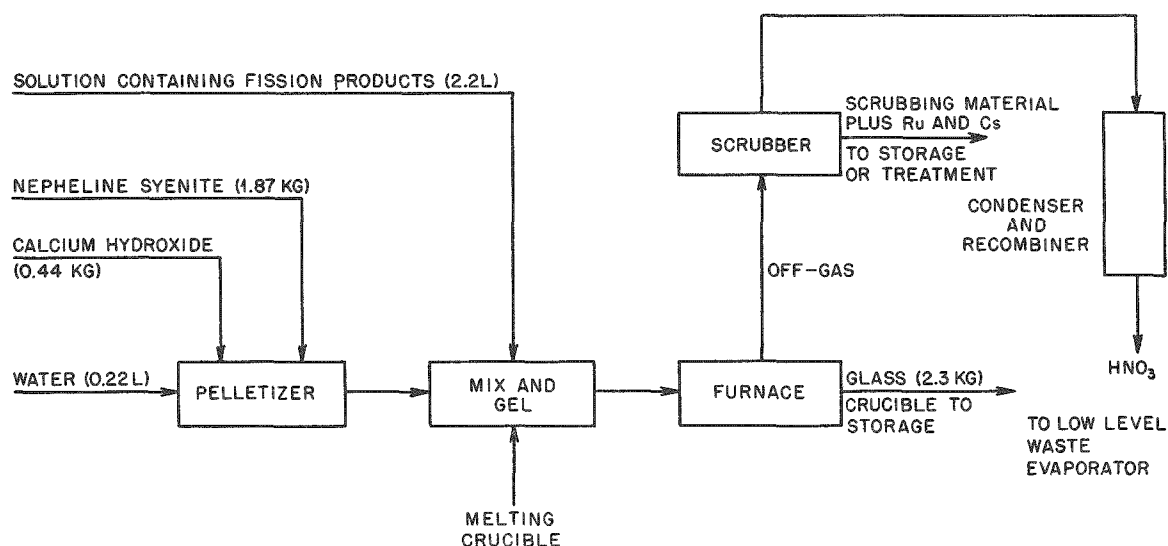 SOLUTION CONTAINING FISSION PRODUCTS (2.2L)
NEPHELINE SYENITE (1.87 KG)
CALCIUM HYDROXIDE
(0.44 KG)
WATER (0.22L)
PELLETIZER
MIX AND
GEL
MELTING
CRUCIBLE
FURNACE
OFF-GAS
SCRUBBER
SCRUBBING MATERIAL
PLUS Ru AND Cs
TO STORAGE
OR TREATMENT
GLASS (2.3 KG)
CRUCIBLE TO
STORAGE
CONDENSER
AND
RECOMBINER
HNO₃
TO LOW LEVEL
WASTE
EVAPORATOR